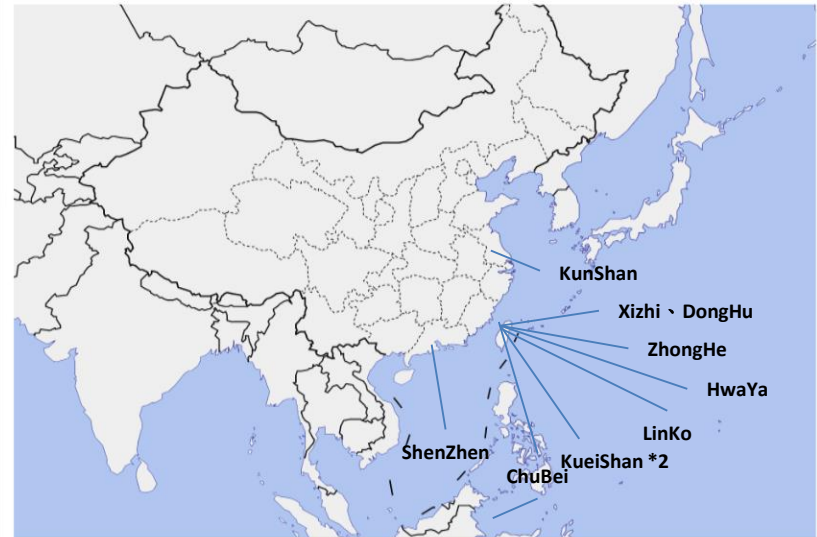 KunShan
Xizhi、DongHu
ZhongHe
HwaYa
LinKo
ShenZhen
KueiShan *2
ChuBei